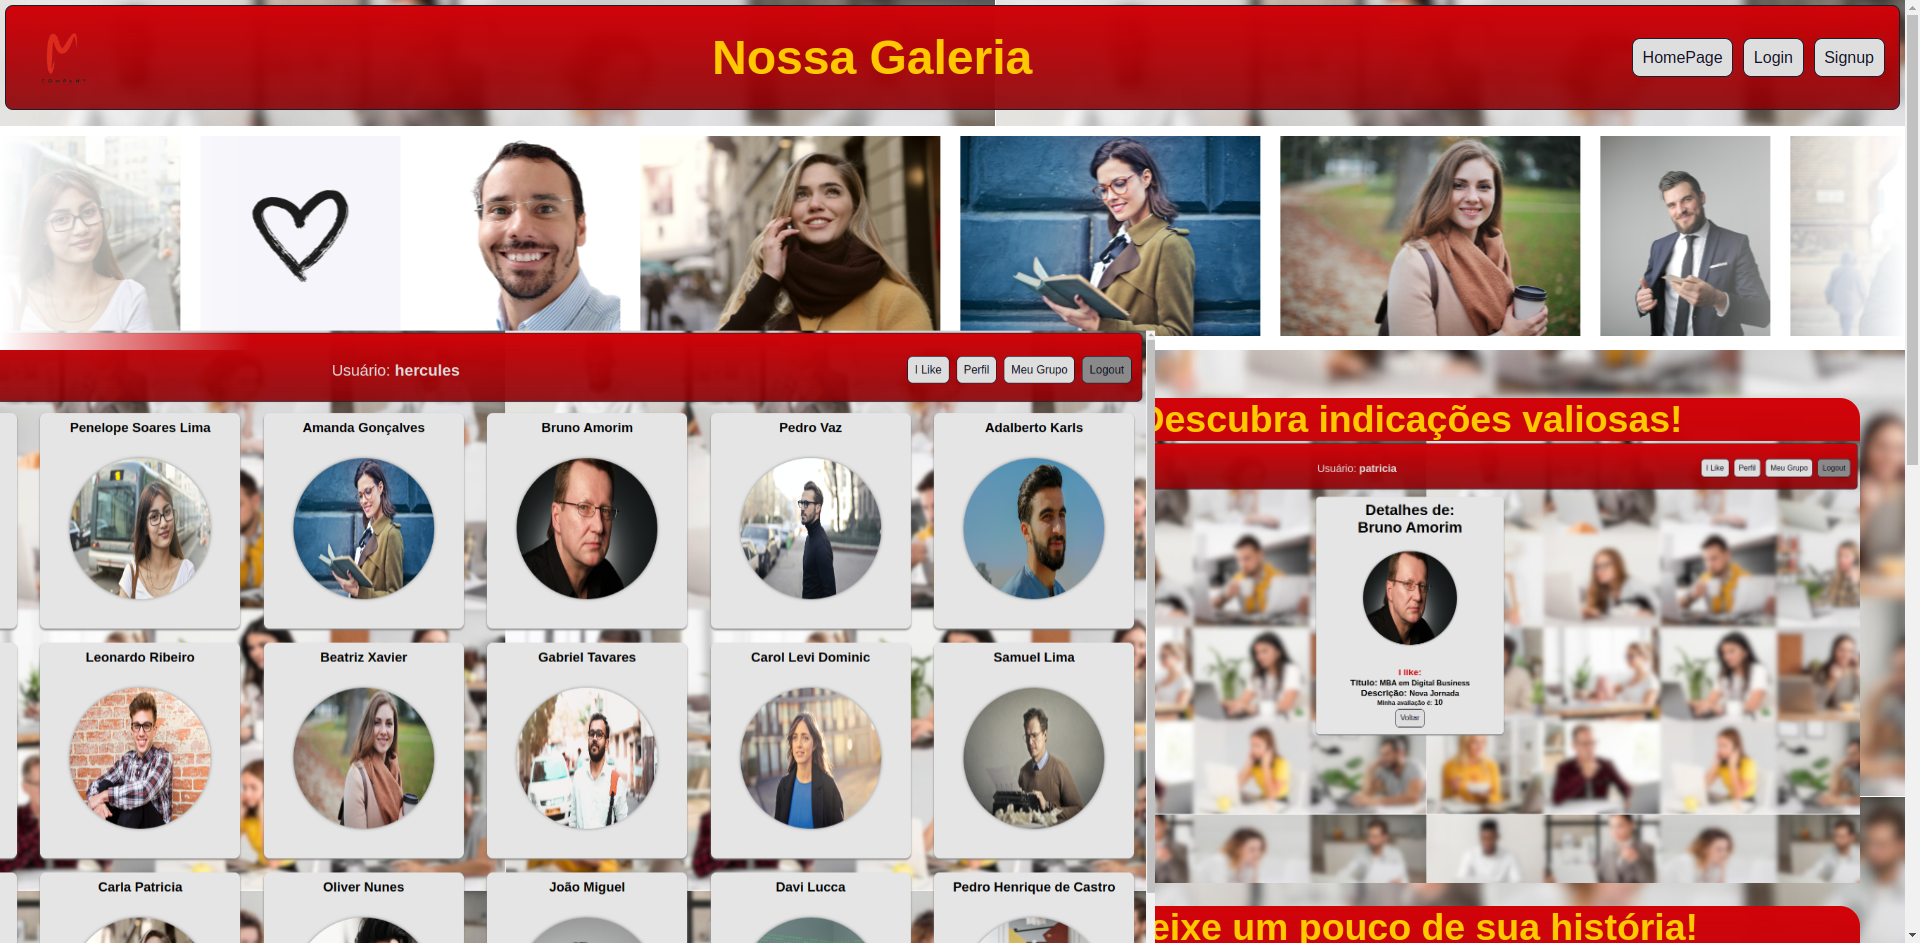 COMPANY
Nossa Galeria
HomePage
Login
Signup
Usuário: hercules
I Like
Perfil
Meu Grupo
Logout
Penelope Soares Lima
Amanda Gonçalves
Bruno Amorim
Pedro Vaz
Adalberto Karls
Leonardo Ribeiro
Beatriz Xavier
Gabriel Tavares
Carol Levi Dominic
Samuel Lima
Carla Patricia
Oliver Nunes
João Miguel
Davi Lucca
Pedro Henrique de Castro
Descubra indicações valiosas!
Usuário: patricia
I Like
Perfil
Meu Grupo
Logout
Detalhes de:
Bruno Amorim
I like:
Título: MBA em Digital Business
Descrição: Nova Jornada
Minha avaliação é: 10
Voltar
eixe um pouco de sua história!